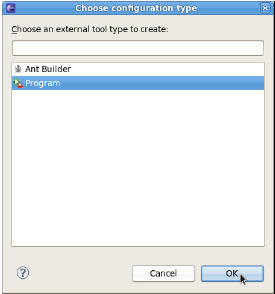 Choose configuration type
Choose an external tool type to create:
Ant Builder
Program
?
Cancel
OK